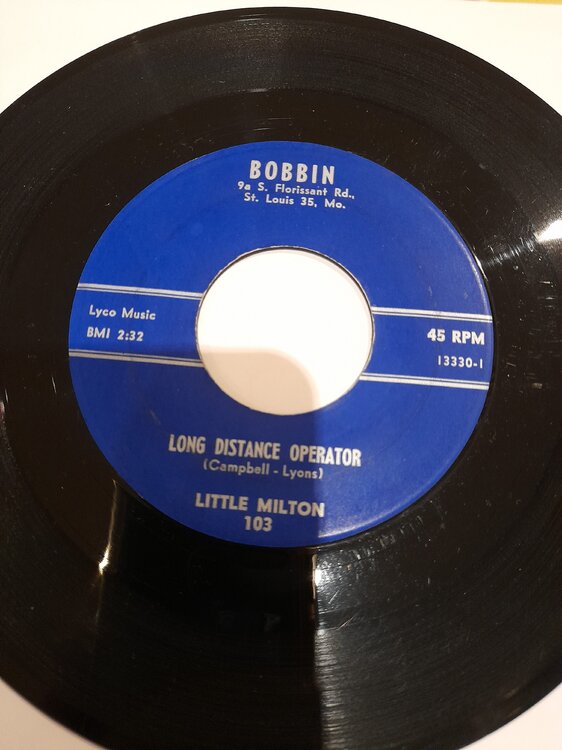 BOBBIN
9a S. Florissant Rd.,
St. Louis 35, Mo.
Lyco Music
BMI 2:32
45 RPM
13330-1
LONG DISTANCE OPERATOR
(Campbell - Lyons)
LITTLE MILTON
103